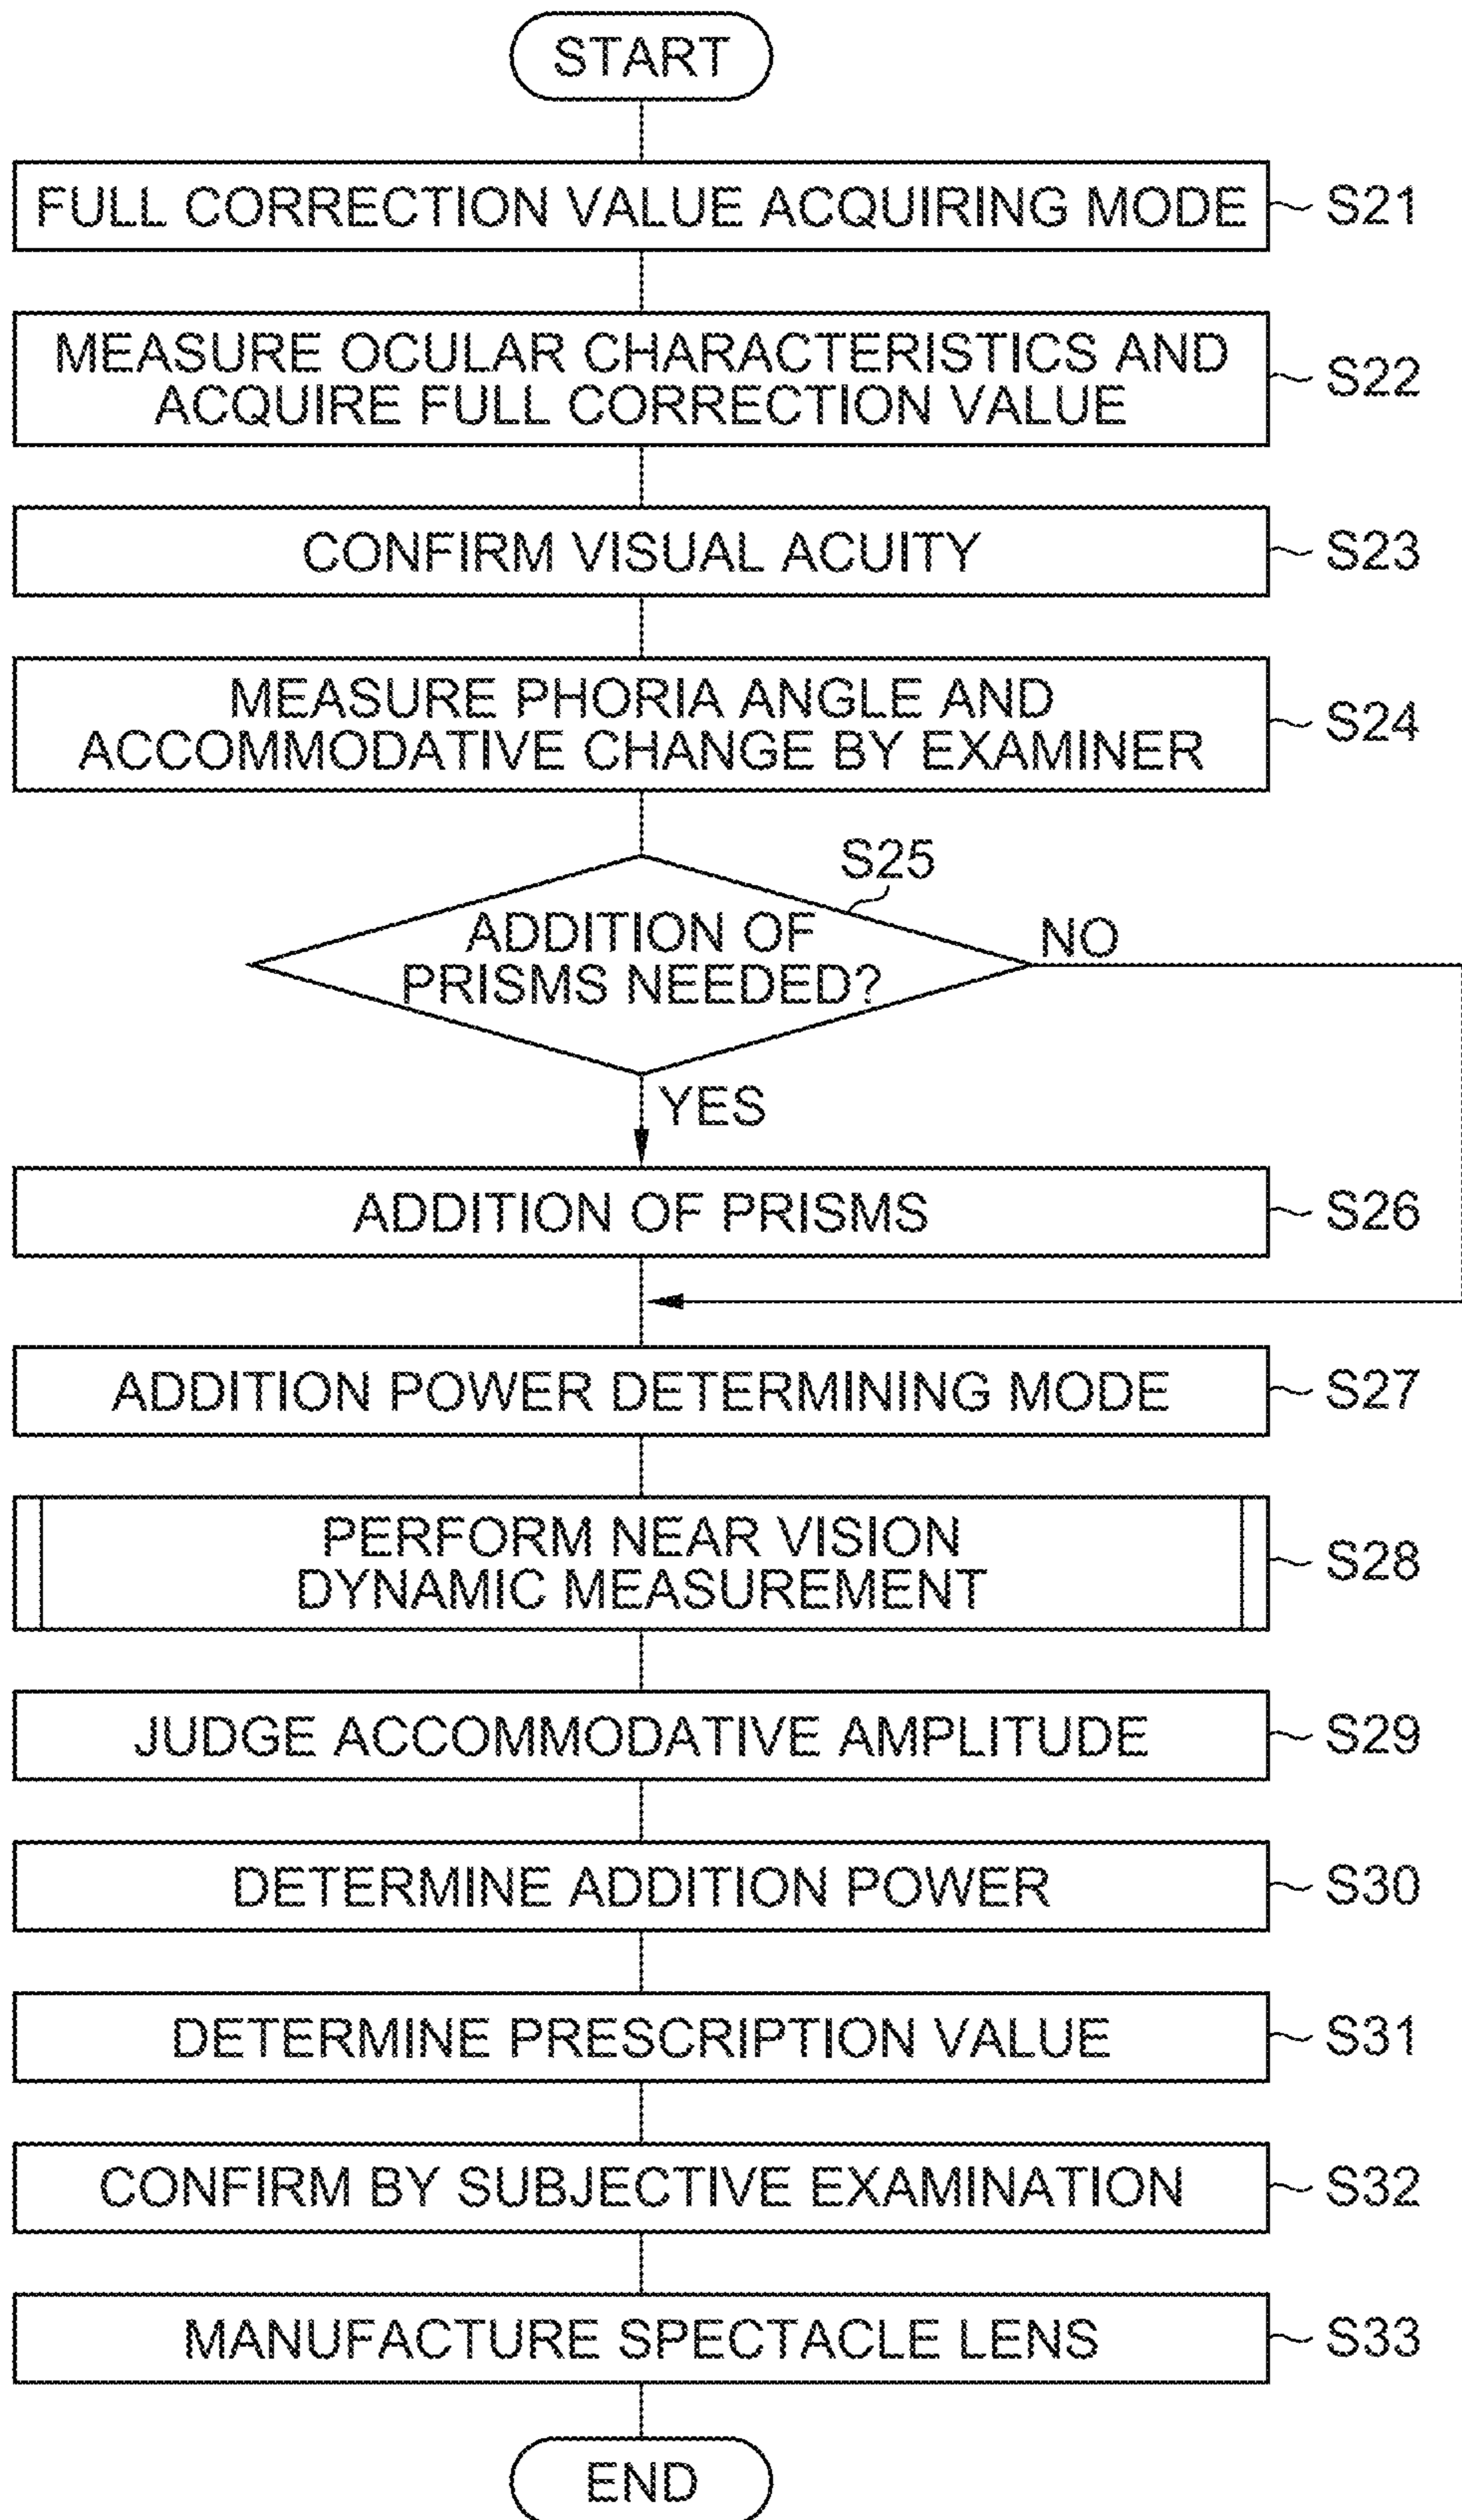 START
FULL CORRECTION VALUE ACQUIRING MODE
S21
MEASURE OCULAR CHARACTERISTICS AND
ACQUIRE FULL CORRECTION VALUE
S22
CONFIRM VISUAL ACUITY
S23
MEASURE PHORIA ANGLE AND
ACCOMMODATIVE CHANGE BY EXAMINER
S24
S25
ADDITION OF
PRISMS NEEDED?
NO
YES
ADDITION OF PRISMS
S26
ADDITION POWER DETERMINING MODE
S27
PERFORM NEAR VISION
DYNAMIC MEASUREMENT
S28
JUDGE ACCOMMODATIVE AMPLITUDE
S29
DETERMINE ADDITION POWER
S30
DETERMINE PRESCRIPTION VALUE
S31
CONFIRM BY SUBJECTIVE EXAMINATION
S32
MANUFACTURE SPECTACLE LENS
S33
END